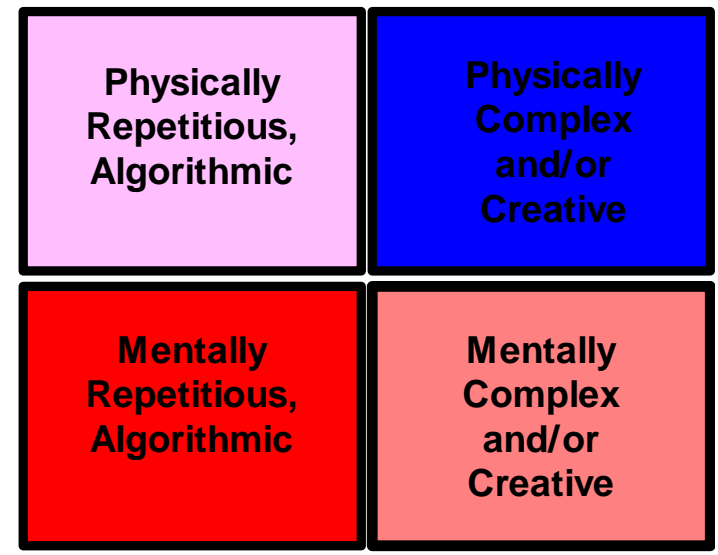 Physically
Repetitious,
Algorithmic
Physically
Complex
and/or
Creative
Mentally
Repetitious,
Algorithmic
Mentally
Complex
and/or
Creative